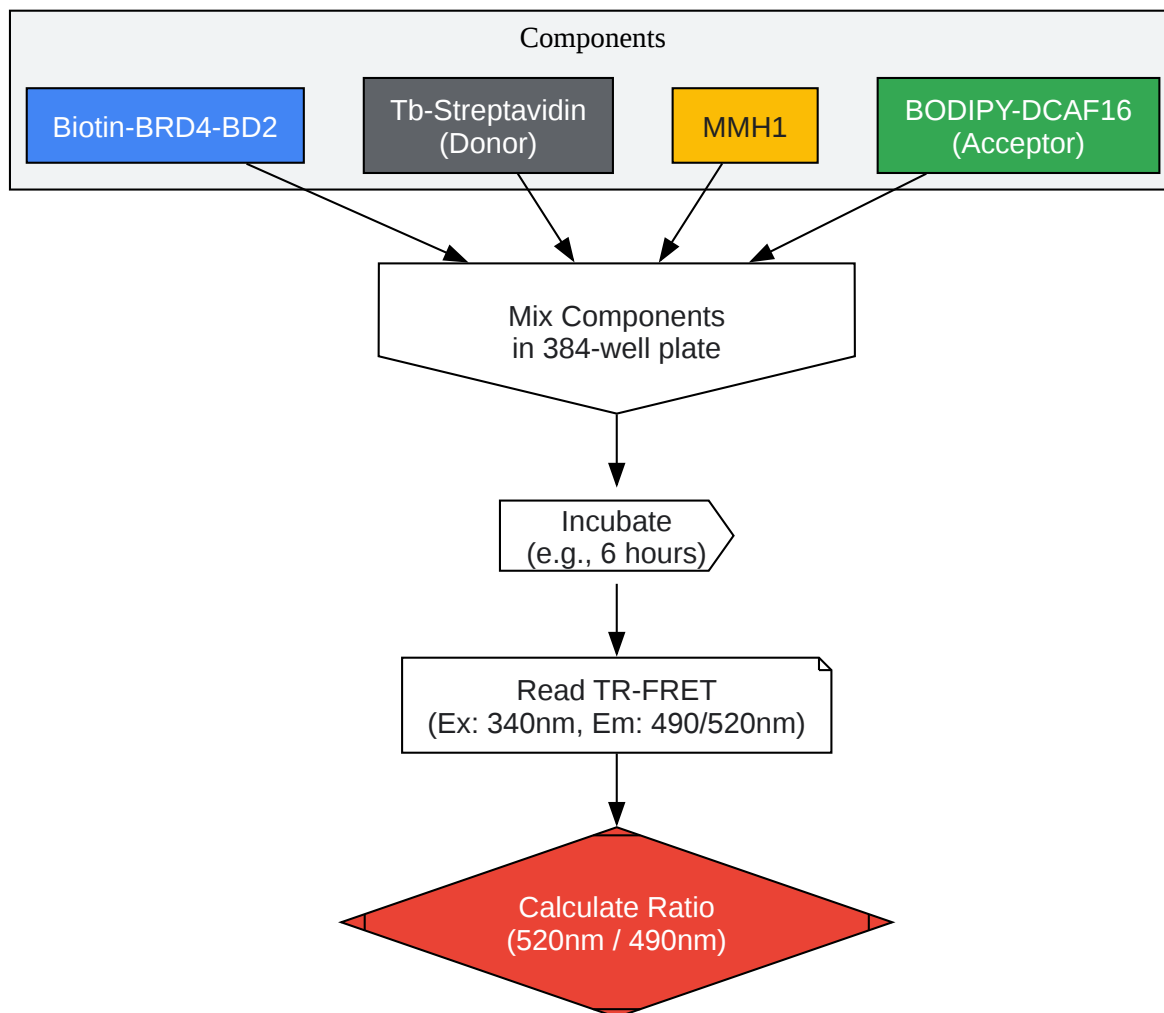 Components
Biotin-BRD4-BD2
Tb-Streptavidin
(Donor)
MMH1
BODIPY-DCAF16
(Acceptor)
Mix Components
in 384-well plate
Incubate
(e.g., 6 hours)
Read TR-FRET
(Ex: 340nm, Em: 490/520nm)
Calculate Ratio
(520nm / 490nm)